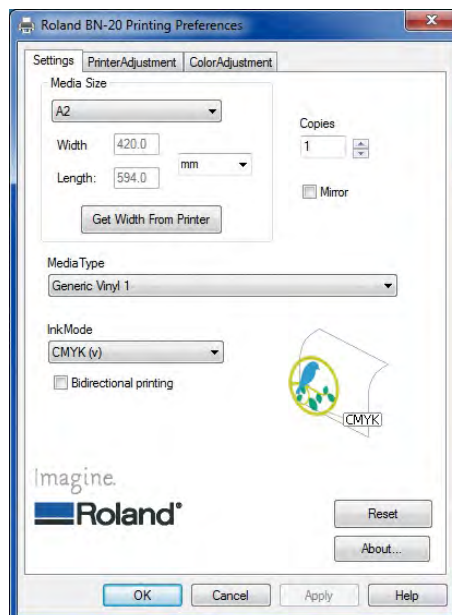 Roland BN-20 Printing Preferences
Settings PrinterAdjustment ColorAdjustment
Media Size
A2
Width 420.0
mm
Length: 594.0
Get Width From Printer
Copies
1
Mirror
MediaType
Generic Vinyl 1
InkMode
CMYK (v)
Bidirectional printing
CMYK
Imagine.
Roland®
Reset
About...
OK Cancel Apply Help